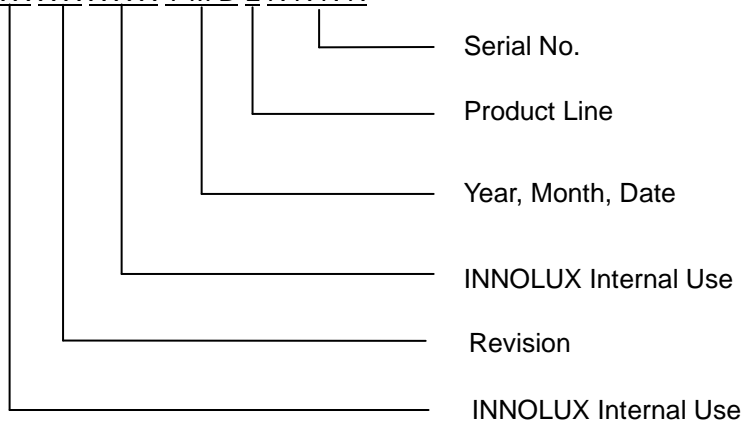 Serial No.
Product Line
Year, Month, Date
INNOLUX Internal Use
Revision
INNOLUX Internal Use